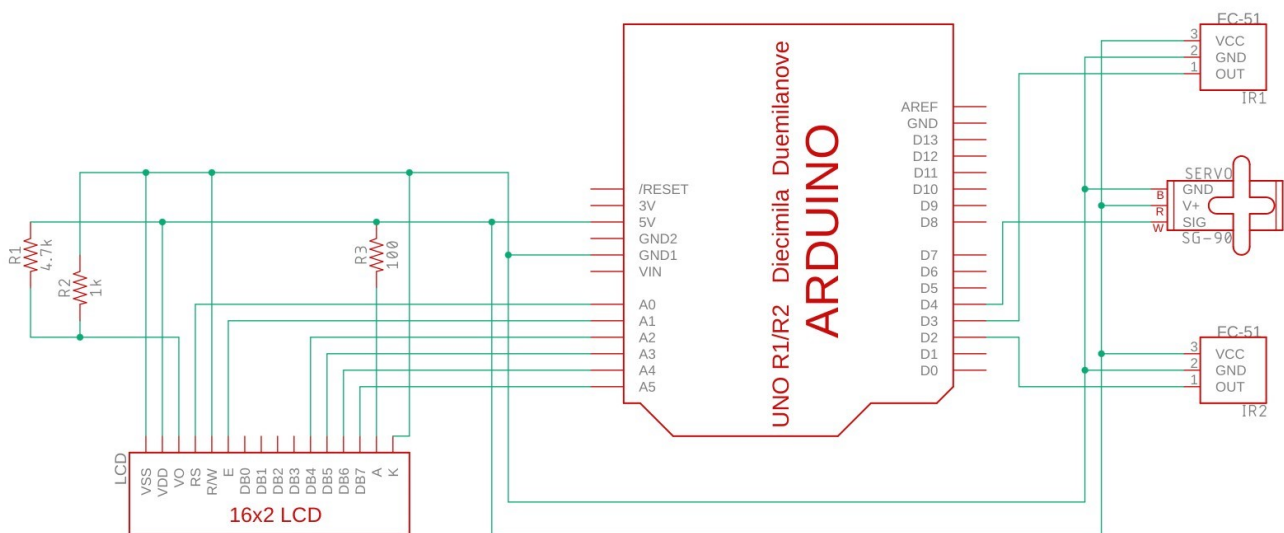 R1
4.7k
R2
1k
R3
100
LCD
VSS
VDD
VO
RS
R/W
E
DB0
DB1
DB2
DB3
DB4
DB5
DB6
DB7
A
K
16x2 LCD
/RESET
3V
5V
GND2
GND1
VIN
A0
A1
A2
A3
A4
A5
UNO R1/R2 Diecimila Duemilanove
ARDUINO
AREF
GND
D13
D12
D11
D10
D9
D8
D7
D6
D5
D4
D3
D2
D1
D0
FC-51
3 VCC
2 GND
1 OUT
IR1
SERVO
B GND
R V+
W SIG
SG-90
FC-51
3 VCC
2 GND
1 OUT
IR2